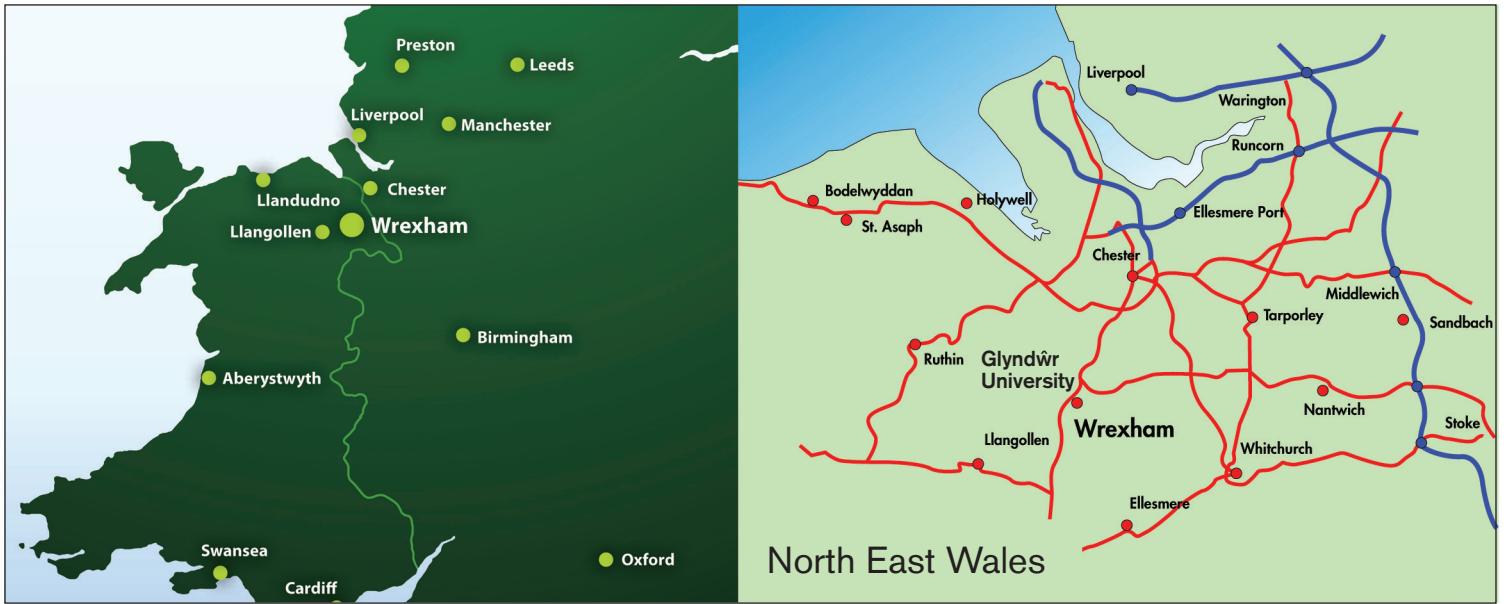 Preston
Leeds
Liverpool
Manchester
Chester
Llandudno
Llangollen
Wrexham
Birmingham
Aberystwyth
Swansea
Cardiff
Oxford
Liverpool
Warington
Runcorn
Bodelwyddan
Holywell
St. Asaph
Ellesmere Port
Chester
Middlewich
Tarporley
Sandbach
Ruthin
Glyndŵr
University
Nantwich
Wrexham
Stoke
Llangollen
Whitchurch
Ellesmere
North East Wales